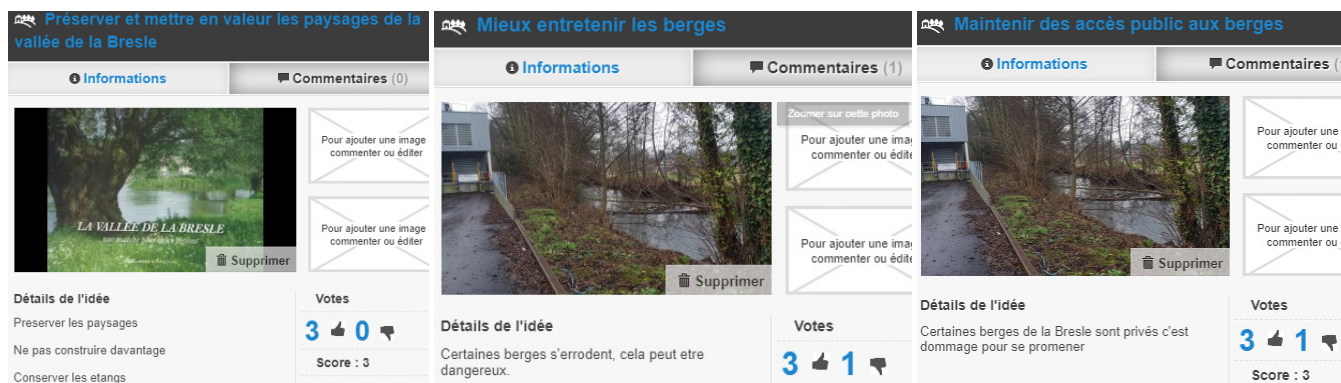 Préserver et mettre en valeur les paysages de la
vallée de la Bresle
Informations
Commentaires (0)
Pour ajouter une image
commenter ou éditer
LA VALLÉE DE LA BRESLE
Supprimer
Pour ajouter une image
commenter ou éditer
Détails de l'idée
Votes
Preserver les paysages
3 0
Ne pas construire davantage
Score : 3
Conserver les etangs
Mieux entretenir les berges
Informations
Commentaires (1)
Zoomer sur cette photo
Pour ajouter une ima
commenter ou édite
Pour ajouter une ima
commenter ou édite
Supprimer
Détails de l'idée
Votes
Certaines berges s'errodent, cela peut etre
dangereux.
3 1
Maintenir des accès public aux berges
Informations
Commentaires (
Pour ajouter une
commenter ou
Pour ajouter une
commenter ou
Supprimer
Détails de l'idée
Votes
Certaines berges de la Bresle sont privés c'est
dommage pour se promener
3 1
Score : 3